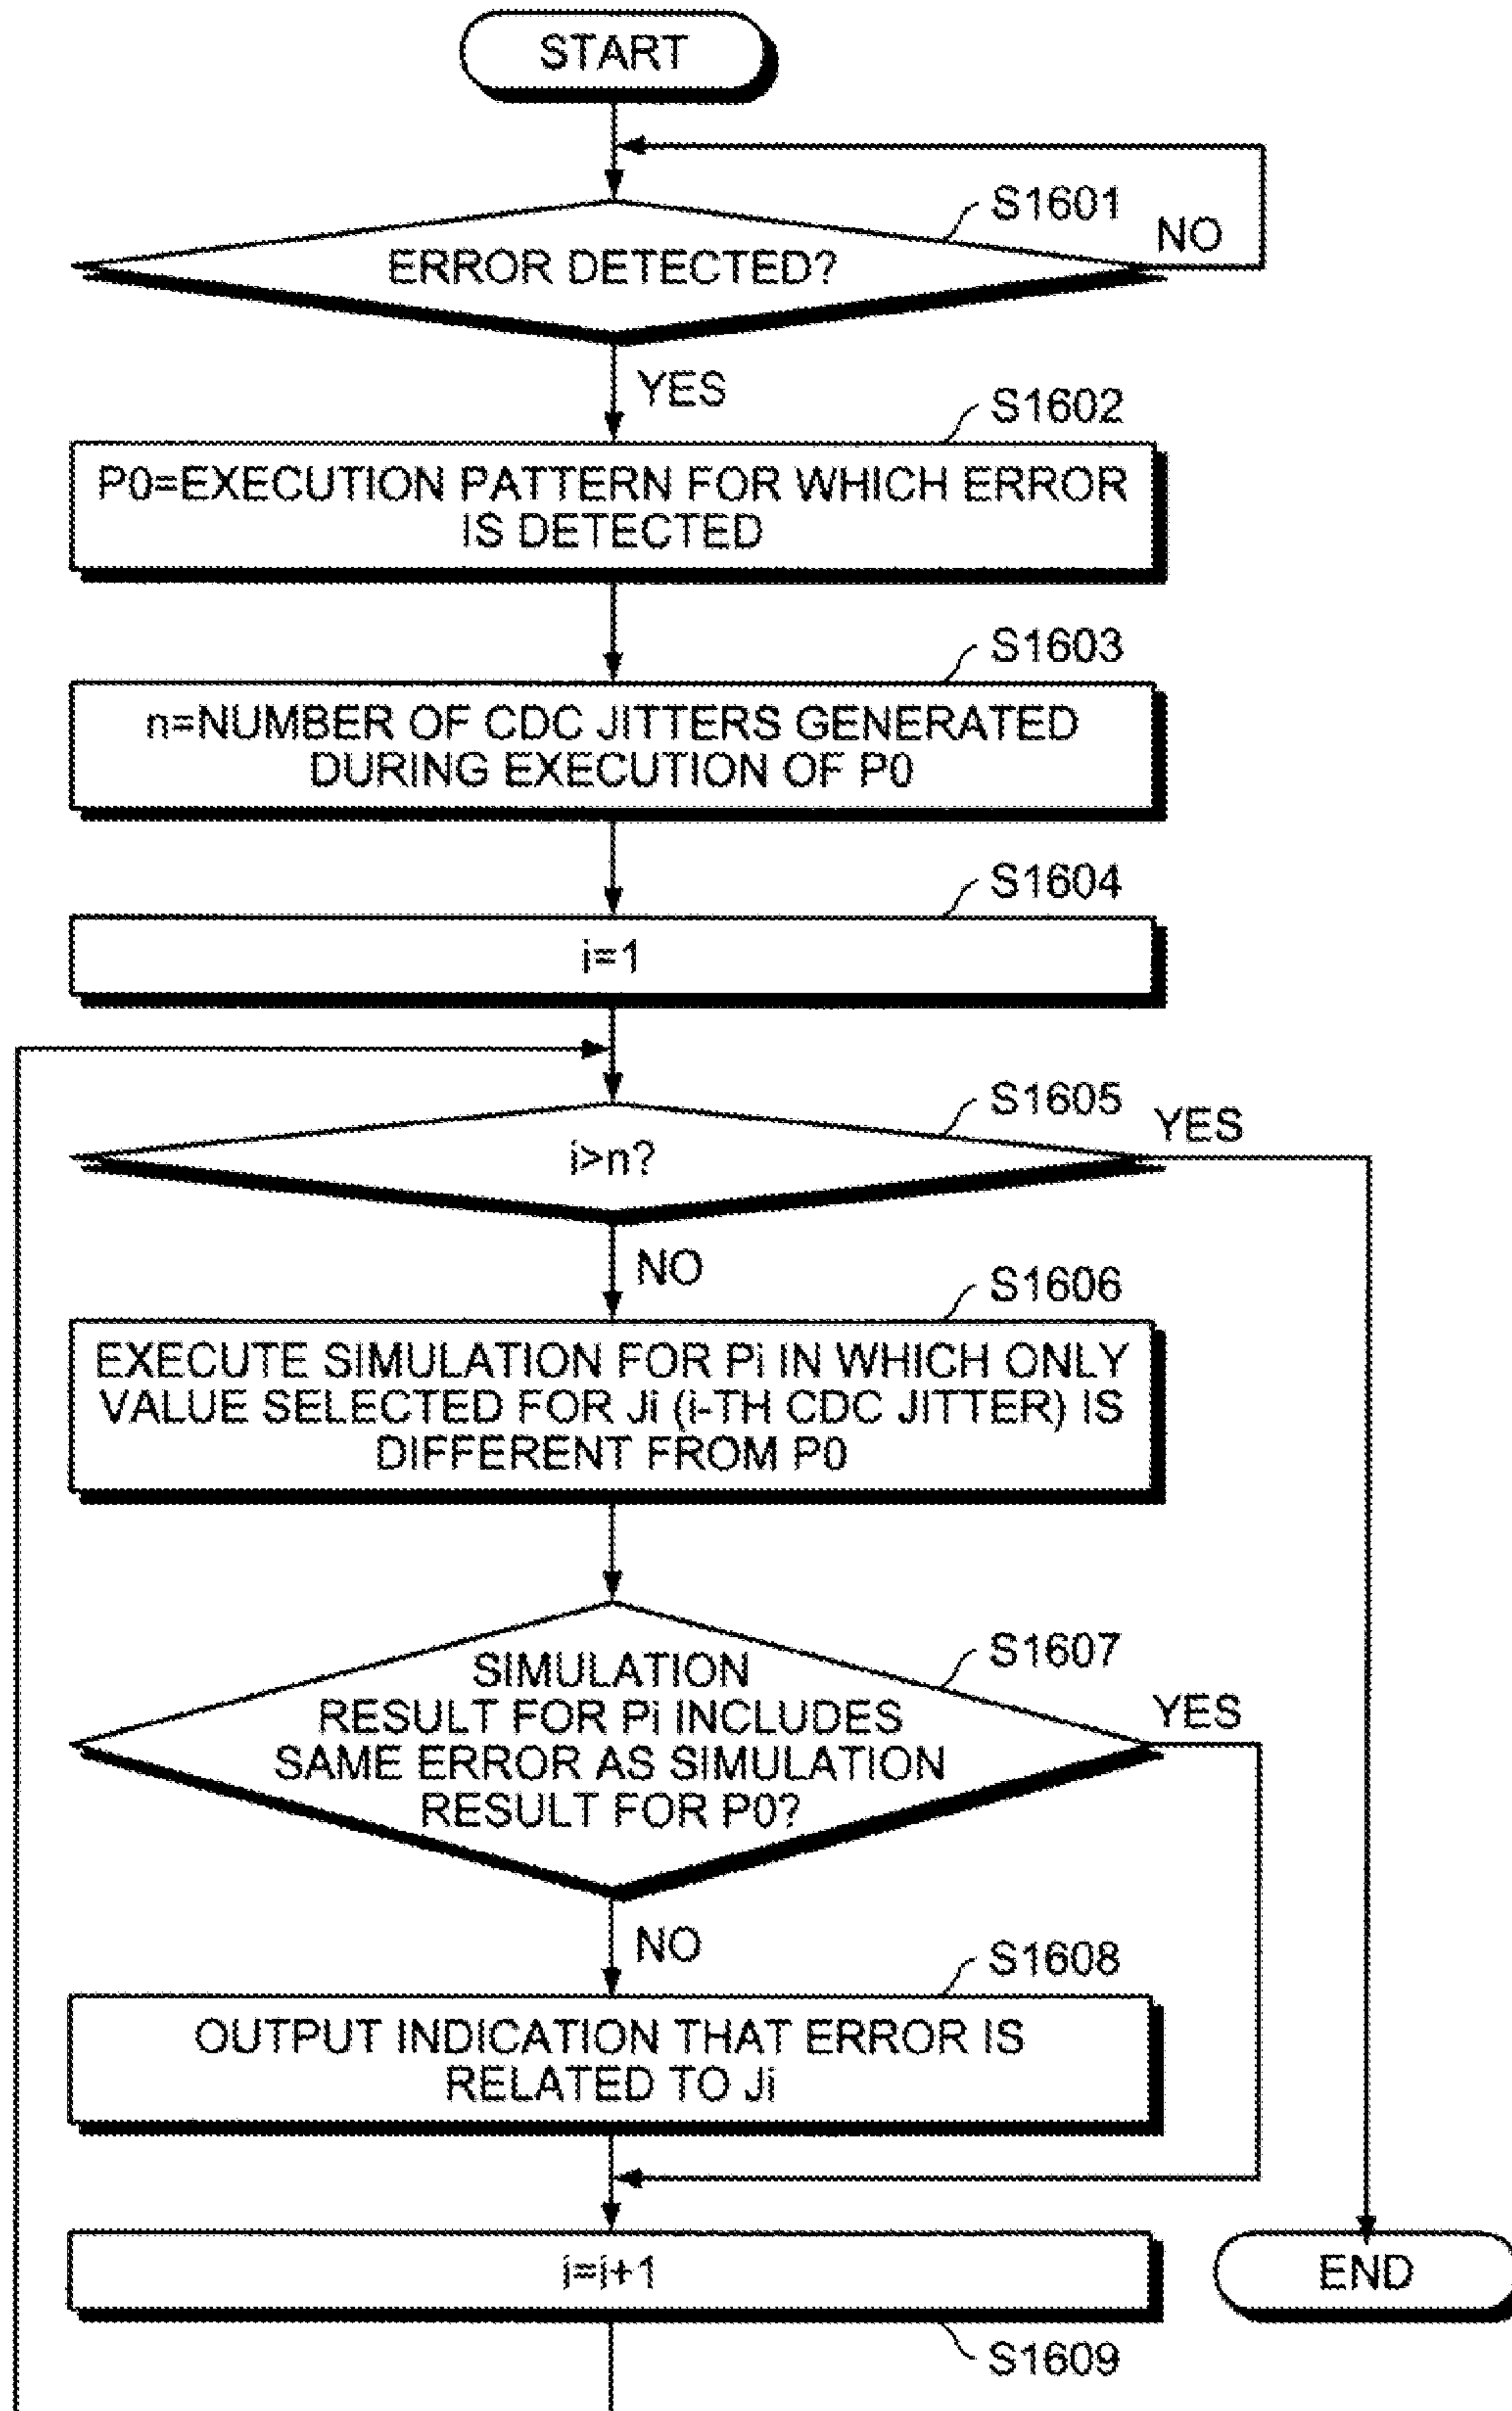 START
S1601
NO
ERROR DETECTED?
YES
S1602
P0=EXECUTION PATTERN FOR WHICH ERROR
IS DETECTED
S1603
n=NUMBER OF CDC JITTERS GENERATED
DURING EXECUTION OF P0
S1604
i=1
S1605
YES
i>n?
NO
S1606
EXECUTE SIMULATION FOR Pi IN WHICH ONLY
VALUE SELECTED FOR Ji (i-TH CDC JITTER) IS
DIFFERENT FROM P0
S1607
YES
SIMULATION
RESULT FOR Pi INCLUDES
SAME ERROR AS SIMULATION
RESULT FOR P0?
NO
S1608
OUTPUT INDICATION THAT ERROR IS
RELATED TO Ji
i=i+1
END
S1609